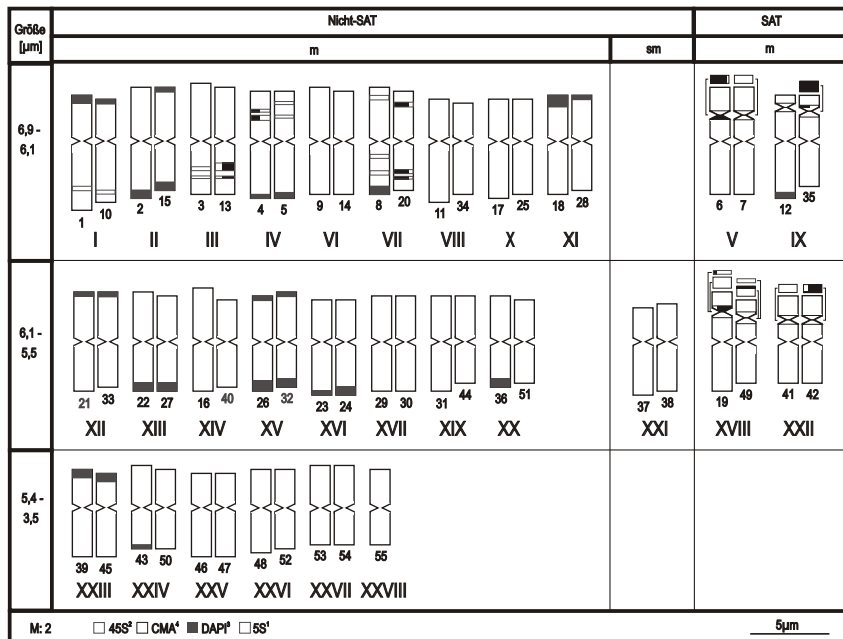 Größe [µm]
Nicht-SAT
SAT
m
sm
m
6,9 - 6,1
1 10 2 15 3 13 4 5 9 14 8 20 11 34 17 25 18 28 6 7 12 35
I II III IV VI VII VIII X XI V IX
6,1 - 5,5
21 33 22 27 16 40 26 32 23 24 29 30 31 44 36 51 37 38 19 49 41 42
XII XIII XIV XV XVI XVII XIX XX XXI XVIII XXII
5,4 - 3,5
39 45 43 50 46 47 48 52 53 54 55
XXIII XXIV XXV XXVI XXVII XXVIII
M: 2 45S² CMA⁴ DAPI³ 5S¹ 5µm